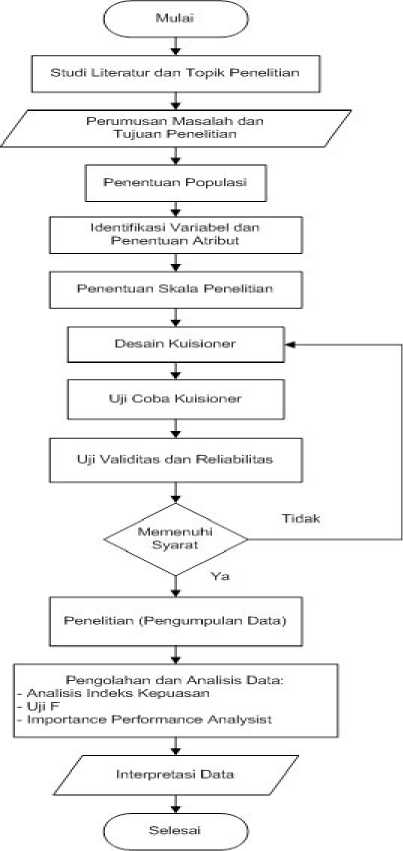 Mulai
Studi Literatur dan Topik Penelitian
Perumusan Masalah dan
Tujuan Penelitian
Penentuan Populasi
Identifikasi Variabel dan
Penentuan Atribut
Penentuan Skala Penelitian
Desain Kuisioner
Uji Coba Kuisioner
Uji Validitas dan Reliabilitas
Memenuhi
Syarat
Tidak
Ya
Penelitian (Pengumpulan Data)
Pengolahan dan Analisis Data:
- Analisis Indeks Kepuasan
- Uji F
- Importance Performance Analysist
Interpretasi Data
Selesai